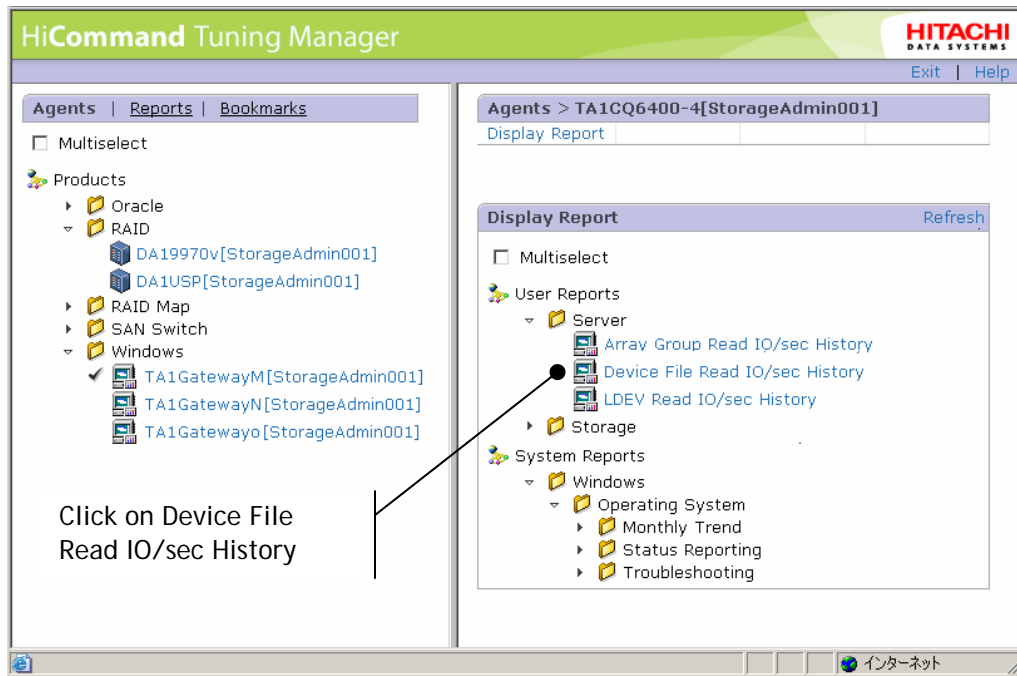 HiCommand Tuning Manager
HITACHI
DATA SYSTEMS
Exit | Help
Agents | Reports | Bookmarks
Multiselect
Products
Oracle
RAID
DA19970v[StorageAdmin001]
DA1USP[StorageAdmin001]
RAID Map
SAN Switch
Windows
TA1GatewayM[StorageAdmin001]
TA1GatewayN[StorageAdmin001]
TA1Gatewayo[StorageAdmin001]
Click on Device File
Read IO/sec History
Agents > TA1CQ6400-4[StorageAdmin001]
Display Report
Display Report Refresh
Multiselect
User Reports
Server
Array Group Read IO/sec History
Device File Read IO/sec History
LDEV Read IO/sec History
Storage
System Reports
Windows
Operating System
Monthly Trend
Status Reporting
Troubleshooting
インターネット